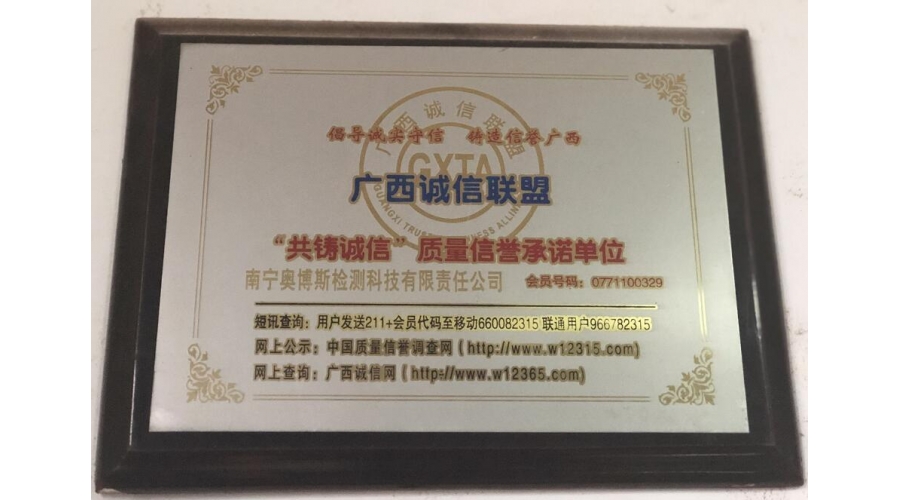 广西诚信联盟
GXTA
倡导诚实守信 铸造信誉广西
广西诚信联盟
“共铸诚信”质量信誉承诺单位
南宁奥博斯检测科技有限责任公司 会员号码：0771100329
短讯查询：用户发送211+会员代码至移动660082315 联通用户966782315
网上公示：中国质量信誉调查网（http://www.w12315.com)
网上查询：广西诚信网（http://www.w12365.com)